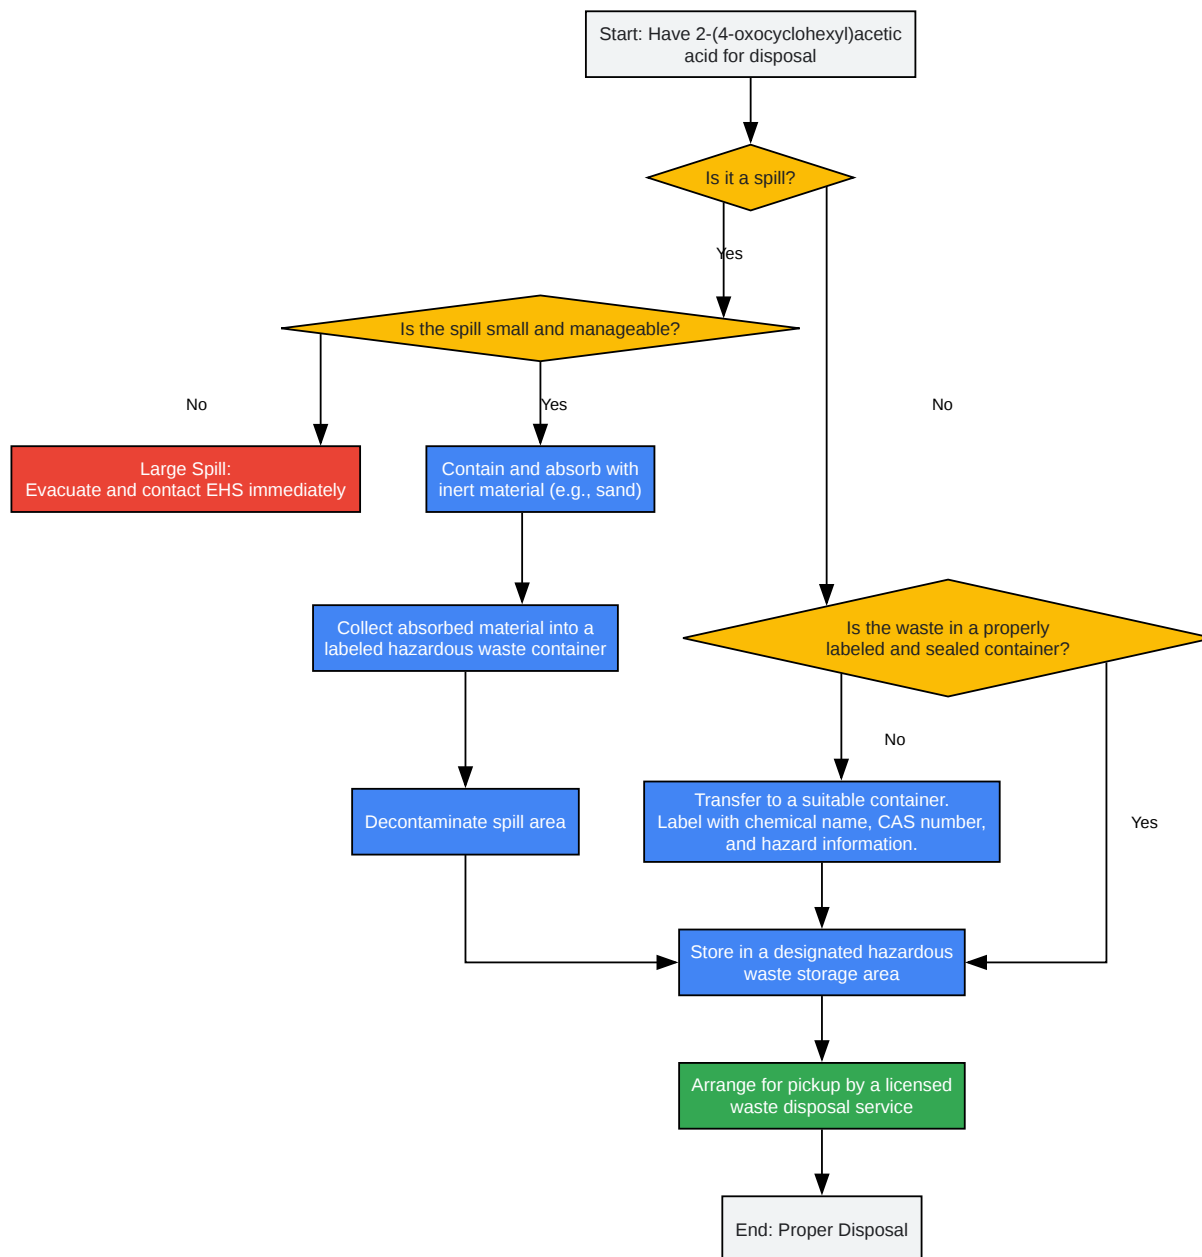 Start: Have 2-(4-oxocyclohexyl)acetic
acid for disposal
Is it a spill?
Yes
Is the spill small and manageable?
No
Yes
No
Large Spill:
Evacuate and contact EHS immediately
Contain and absorb with
inert material (e.g., sand)
Collect absorbed material into a
labeled hazardous waste container
Is the waste in a properly
labeled and sealed container?
No
Decontaminate spill area
Transfer to a suitable container.
Label with chemical name, CAS number,
and hazard information.
Yes
Store in a designated hazardous
waste storage area
Arrange for pickup by a licensed
waste disposal service
End: Proper Disposal